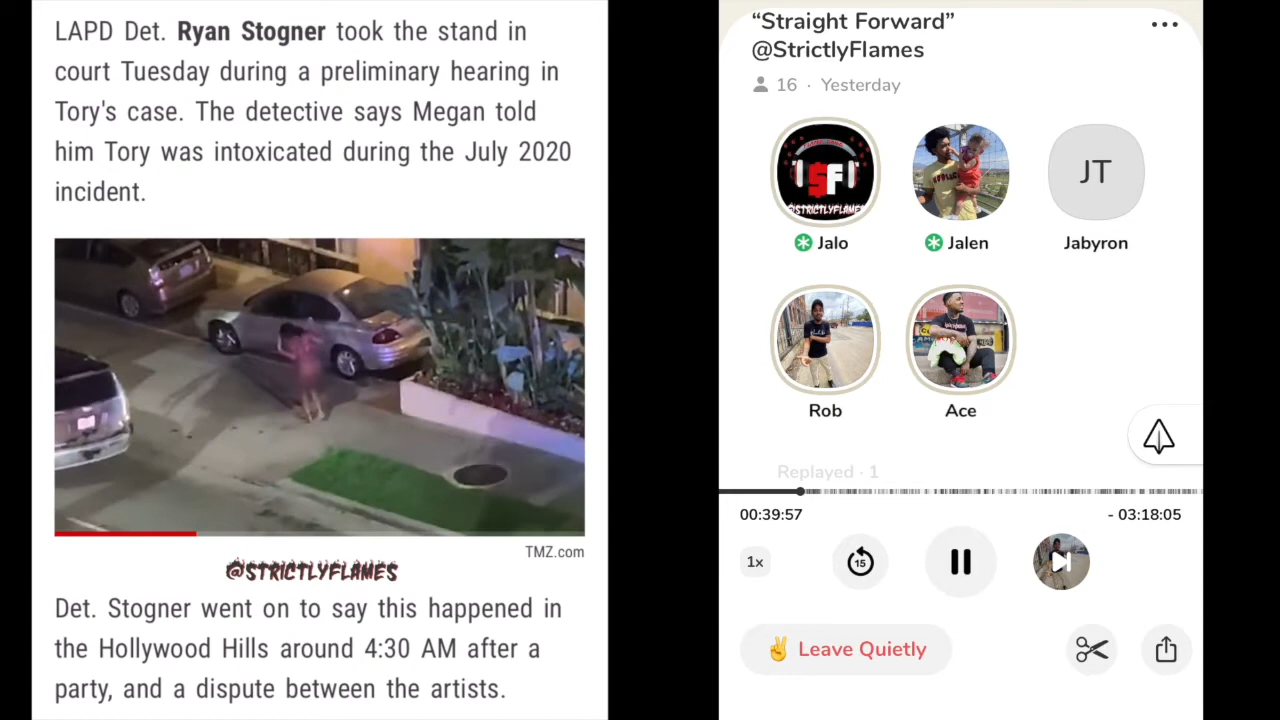 LAPD Det. Ryan Stogner took the stand in
court Tuesday during a preliminary hearing in
Tory's case. The detective says Megan told
him Tory was intoxicated during the July 2020
incident.
TMZ.com
@STRICTLYFLAMES
Det. Stogner went on to say this happened in
the Hollywood Hills around 4:30 AM after a
party, and a dispute between the artists.
“Straight Forward”
@StrictlyFlames
16 · Yesterday
SF
@STRICTLYFLAMES
JT
Jalo
Jalen
Jabyron
Rob
Ace
Replayed · 1
00:39:57
- 03:18:05
1x
15
✌️ Leave Quietly